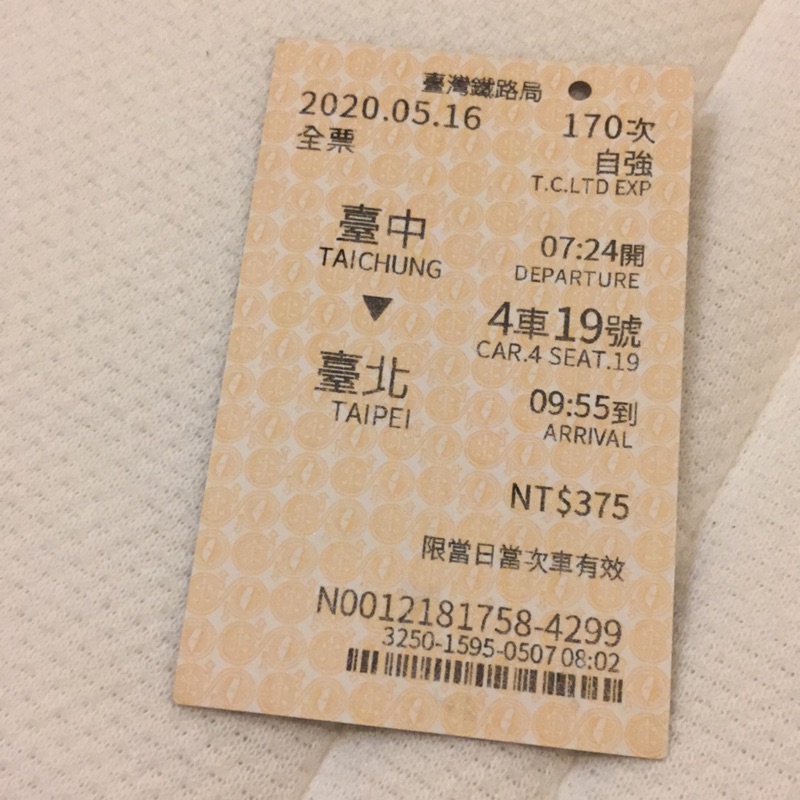 臺灣鐵路局
2020.05.16 170次
全票 自強
T.C.LTD EXP
臺中 07:24開
TAICHUNG DEPARTURE
▼ 4車19號
CAR.4 SEAT.19
臺北 09:55到
TAIPEI ARRIVAL
NT$375
限當日當次車有效
N0012181758-4299
3250-1595-0507 08:02